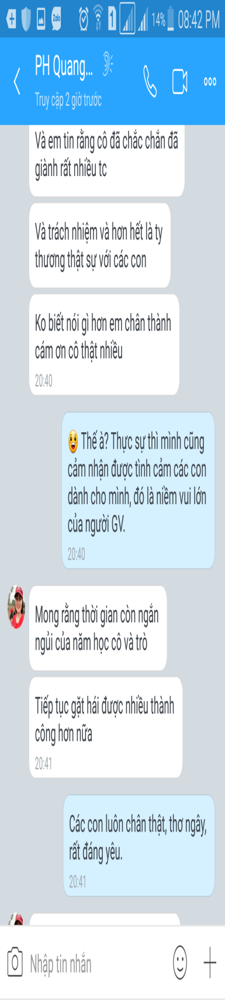 Zalo
1
14%
08:42 PM
PH Quang...
Truy cập 2 giờ trước
Và em tin rằng cô đã chắc chắn đã
giành rất nhiều tc
Và trách nhiệm và hơn hết là ty
thương thật sự với các con
Ko biết nói gì hơn em chân thành
cám ơn cô thật nhiều
20:40
Thế à? Thực sự thì mình cũng
cảm nhận được tình cảm các con
dành cho mình, đó là niềm vui lớn
của người GV.
20:40
Mong rằng thời gian còn ngắn
ngủi của năm học cô và trò
Tiếp tục gặt hái được nhiều thành
công hơn nữa
20:41
Các con luôn chân thật, thơ ngây,
rất đáng yêu.
20:41
Nhập tin nhắn